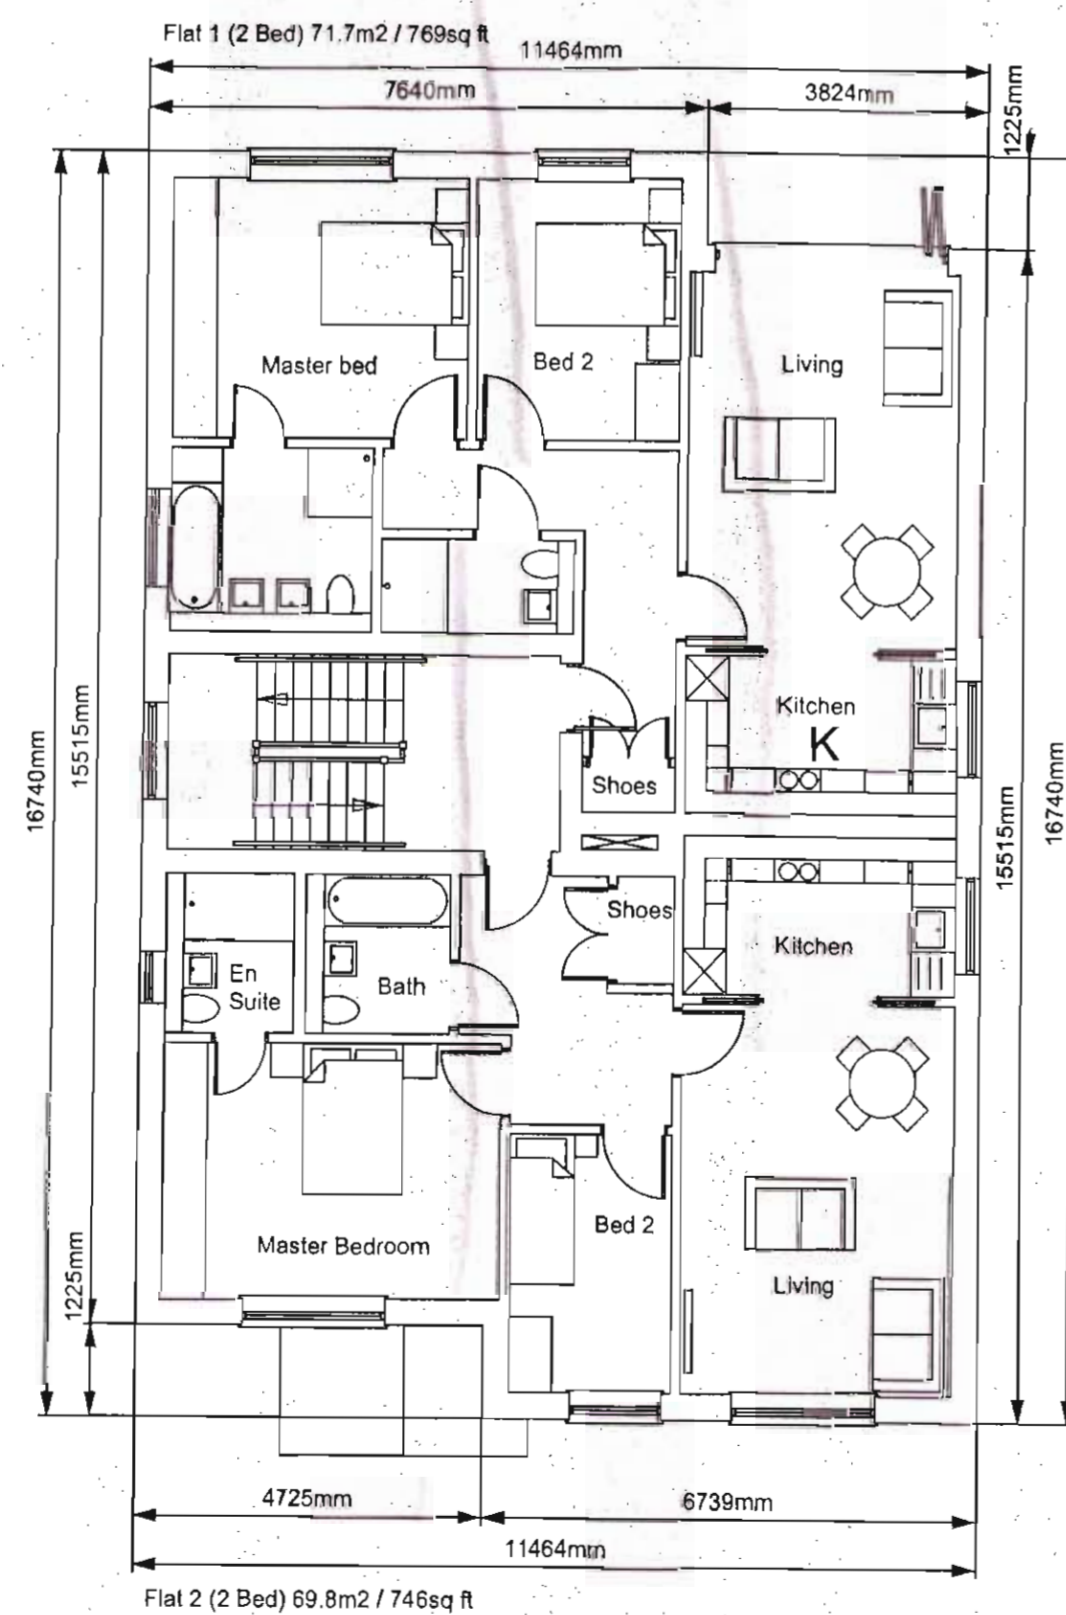 Flat 1 (2 Bed) 71.7m2 / 769sq ft
11464mm
7640mm
3824mm
1225mm
Master bed
Bed 2
Living
Kitchen
K
Shoes
16740mm
15515mm
15515mm
16740mm
Shoes
Kitchen
En
Suite
Bath
Master Bedroom
Bed 2
Living
1225mm
4725mm
6739mm
11464mm
Flat 2 (2 Bed) 69.8m2 / 746sq ft